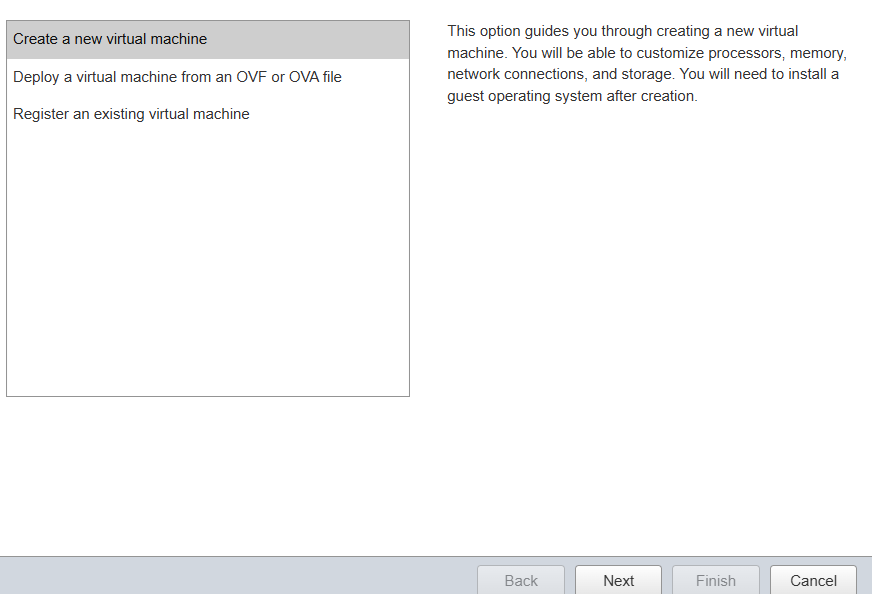 Create a new virtual machine
Deploy a virtual machine from an OVF or OVA file
Register an existing virtual machine
This option guides you through creating a new virtual
machine. You will be able to customize processors, memory,
network connections, and storage. You will need to install a
guest operating system after creation.
Back
Next
Finish
Cancel